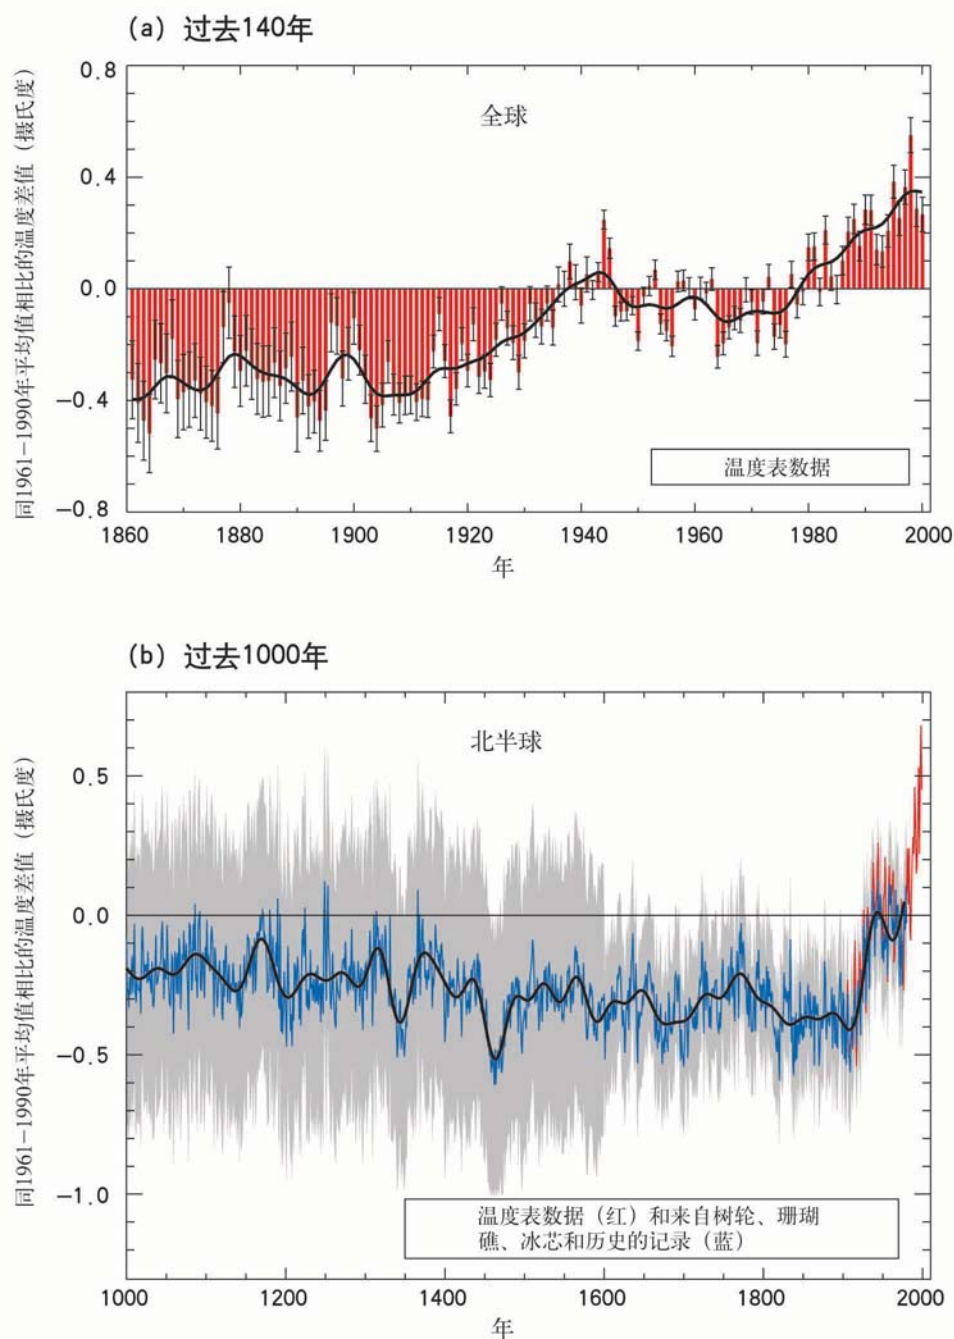 (a) 过去140年
同1961-1990年平均值相比的温度差值（摄氏度）
0.8
0.4
0.0
-0.4
-0.8
全球
温度表数据
1860 1880 1900 1920 1940 1960 1980 2000
年
(b) 过去1000年
同1961-1990年平均值相比的温度差值（摄氏度）
0.5
0.0
-0.5
-1.0
北半球
温度表数据（红）和来自树轮、珊瑚
礁、冰芯和历史的记录（蓝）
1000 1200 1400 1600 1800 2000
年